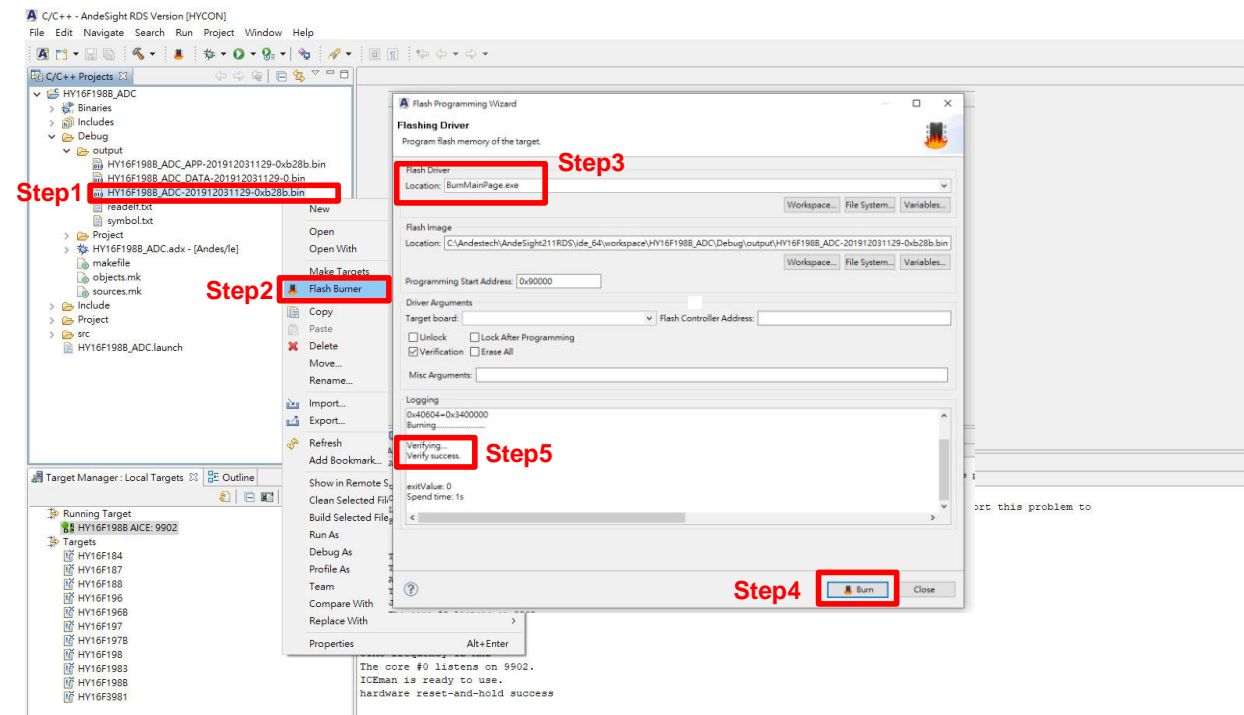 C/C++ - AndeSight RDS Version [HYCON]
File Edit Navigate Search Run Project Window Help
C/C++ Projects
HY16F198B_ADC
Binaries
Includes
Debug
output
HY16F198B_ADC_APP-201912031129-0xb28b.bin
HY16F198B_ADC_DATA-201912031129-0.bin
Step1
HY16F198B_ADC-201912031129-0xb28b.bin
readelf.txt
symbol.txt
Project
HY16F198B_ADC.adx - [Andes/le]
makefile
objects.mk
sources.mk
Include
Project
src
HY16F198B_ADC.launch
New
Open
Open With
Make Targets
Step2
Flash Burner
Copy
Paste
Delete
Move...
Rename...
Import...
Export...
Refresh
Add Bookmark...
Show in Remote S
Clean Selected Fil
Build Selected File
Run As
Debug As
Profile As
Team
Compare With
Replace With
Properties Alt+Enter
Flash Programming Wizard
Flashing Driver
Program flash memory of the target.
Step3
Flash Driver
Location: BurnMainPage.exe
Workspace... File System... Variables...
Flash Image
Location: C:\Andestech\AndeSight211RDS\ide_64\workspace\HY16F198B_ADC\Debug\output\HY16F198B_ADC-201912031129-0xb28b.bin
Workspace... File System... Variables...
Programming Start Address: 0x90000
Driver Arguments
Target board: Flash Controller Address:
Unlock Lock After Programming
Verification Erase All
Misc Arguments:
Logging
0x40604=0x3400000
Burning......................
Verifying...
Verify success.
Step5
exitValue: 0
Spend time: 1s
Step4
Burn Close
Target Manager : Local Targets Outline
Running Target
HY16F198B AICE: 9902
Targets
HY16F184
HY16F187
HY16F188
HY16F196
HY16F196B
HY16F197
HY16F197B
HY16F198
HY16F1983
HY16F198B
HY16F3981
ort this problem to
The core #0 listens on 9902.
ICEman is ready to use.
hardware reset-and-hold success